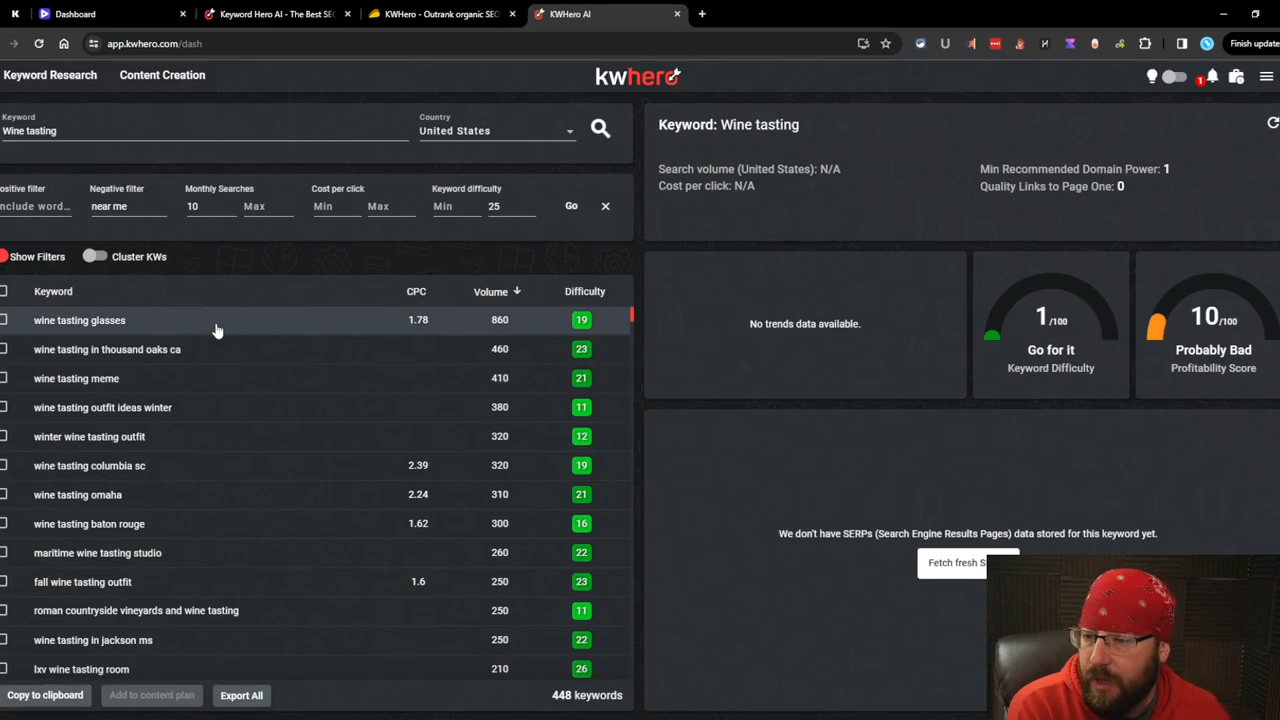 Dashboard
Keyword Hero AI - The Best SE
KWHero - Outrank organic SEO
KWHero AI
app.kwhero.com/dash
Finish update
Keyword Research
Content Creation
kwhero
1
Keyword
Wine tasting
Country
United States
ositive filter
nclude word...
Negative filter
near me
Monthly Searches
10
Max
Cost per click
Min
Max
Keyword difficulty
Min
25
Go
Show Filters
Cluster KWs
Keyword CPC Volume Difficulty
wine tasting glasses 1.78 860 19
wine tasting in thousand oaks ca 460 23
wine tasting meme 410 21
wine tasting outfit ideas winter 380 11
winter wine tasting outfit 320 12
wine tasting columbia sc 2.39 320 19
wine tasting omaha 2.24 310 21
wine tasting baton rouge 1.62 300 16
maritime wine tasting studio 260 22
fall wine tasting outfit 1.6 250 23
roman countryside vineyards and wine tasting 250 11
wine tasting in jackson ms 250 22
lxv wine tasting room 210 26
Copy to clipboard
Add to content plan
Export All
448 keywords
Keyword: Wine tasting
Search volume (United States): N/A
Cost per click: N/A
Min Recommended Domain Power: 1
Quality Links to Page One: 0
No trends data available.
1/100
Go for it
Keyword Difficulty
10/100
Probably Bad
Profitability Score
We don't have SERPs (Search Engine Results Pages) data stored for this keyword yet.
Fetch fresh S